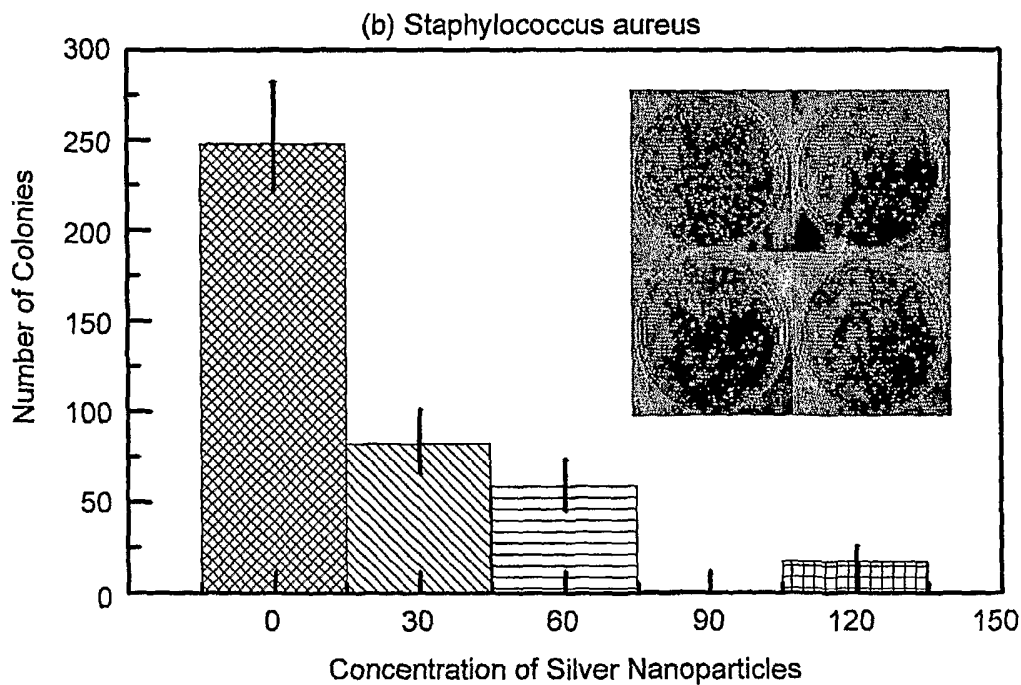 (b) Staphylococcus aureus
300
250
200
150
100
50
0
Number of Colonies
0 30 60 90 120 150
Concentration of Silver Nanoparticles